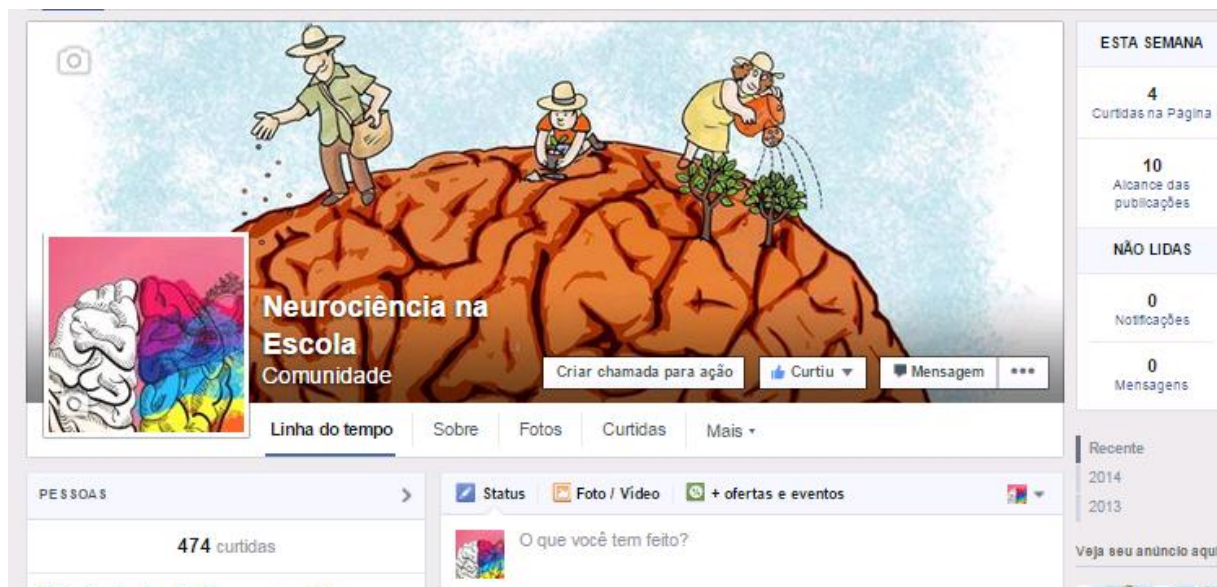 Neurociência na
Escola
Comunidade
Criar chamada para ação
Curtiu
Mensagem
Linha do tempo
Sobre
Fotos
Curtidas
Mais
PESSOAS
474 curtidas
Status
Foto / Vídeo
+ ofertas e eventos
O que você tem feito?
ESTA SEMANA
4
Curtidas na Página
10
Alcance das
publicações
NÃO LIDAS
0
Notificações
0
Mensagens
Recente
2014
2013
Veja seu anúncio aqui